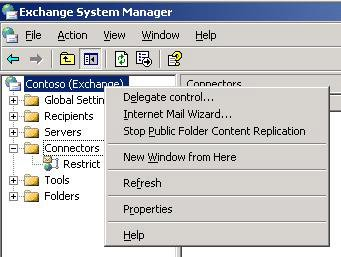 Exchange System Manager
File Action View Window Help
Contoso (Exchange)
Connectors
Global Settin
Recipients
Servers
Connectors
Restrict
Tools
Folders
Delegate control...
Internet Mail Wizard...
Stop Public Folder Content Replication
New Window from Here
Refresh
Properties
Help